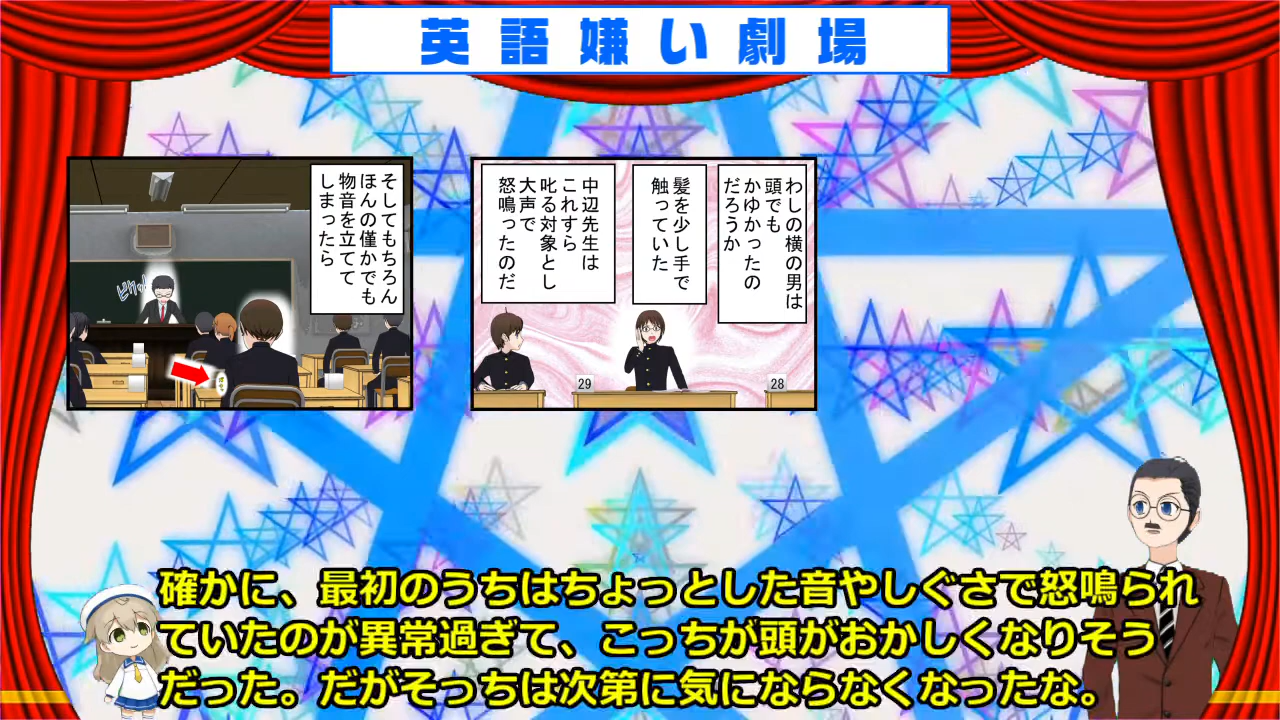 英語嫌い劇場
そしてもちろん
ほんの僅かでも
物音を立てて
しまったら
わしの横の男は
頭でも
かゆかったの
だろうか
髪を少し手で
触っていた
中辺先生は
これすら
叱る対象とし
大声で
怒鳴ったのだ
29
28
確かに、最初のうちはちょっとした音やしぐさで怒鳴られ
ていたのが異常過ぎて、こっちが頭がおかしくなりそう
だった。だがそっちは次第に気にならなくなったな。